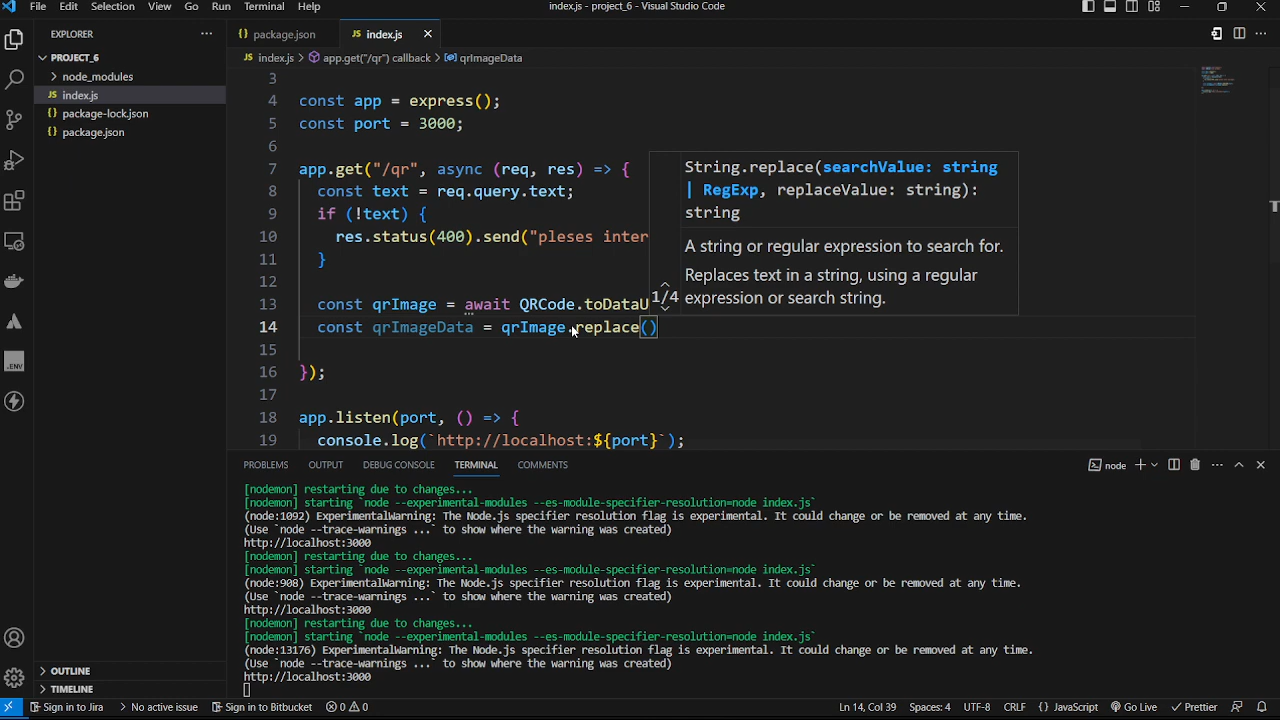 File Edit Selection View Go Run Terminal Help
index.js - project_6 - Visual Studio Code
EXPLORER
PROJECT_6
node_modules
index.js
package-lock.json
package.json
OUTLINE
TIMELINE
package.json
index.js
index.js > app.get("/qr") callback > qrImageData
3
4 const app = express();
5 const port = 3000;
6
7 app.get("/qr", async (req, res) => {
8 const text = req.query.text;
9 if (!text) {
10 res.status(400).send("pleses inter
11 }
12
13 const qrImage = await QRCode.toDataU
14 const qrImageData = qrImage.replace()
15
16 });
17
18 app.listen(port, () => {
19 console.log(`http://localhost:${port}`);
String.replace(searchValue: string
| RegExp, replaceValue: string):
string
A string or regular expression to search for.
Replaces text in a string, using a regular
expression or search string.
1/4
PROBLEMS OUTPUT DEBUG CONSOLE TERMINAL COMMENTS
node
[nodemon] restarting due to changes...
[nodemon] starting `node --experimental-modules --es-module-specifier-resolution=node index.js`
(node:1092) ExperimentalWarning: The Node.js specifier resolution flag is experimental. It could change or be removed at any time.
(Use `node --trace-warnings ...` to show where the warning was created)
http://localhost:3000
[nodemon] restarting due to changes...
[nodemon] starting `node --experimental-modules --es-module-specifier-resolution=node index.js`
(node:908) ExperimentalWarning: The Node.js specifier resolution flag is experimental. It could change or be removed at any time.
(Use `node --trace-warnings ...` to show where the warning was created)
http://localhost:3000
[nodemon] restarting due to changes...
[nodemon] starting `node --experimental-modules --es-module-specifier-resolution=node index.js`
(node:13176) ExperimentalWarning: The Node.js specifier resolution flag is experimental. It could change or be removed at any time.
(Use `node --trace-warnings ...` to show where the warning was created)
http://localhost:3000
.ENV
Sign in to Jira No active issue Sign in to Bitbucket 0 0
Ln 14, Col 39 Spaces: 4 UTF-8 CRLF JavaScript Go Live Prettier